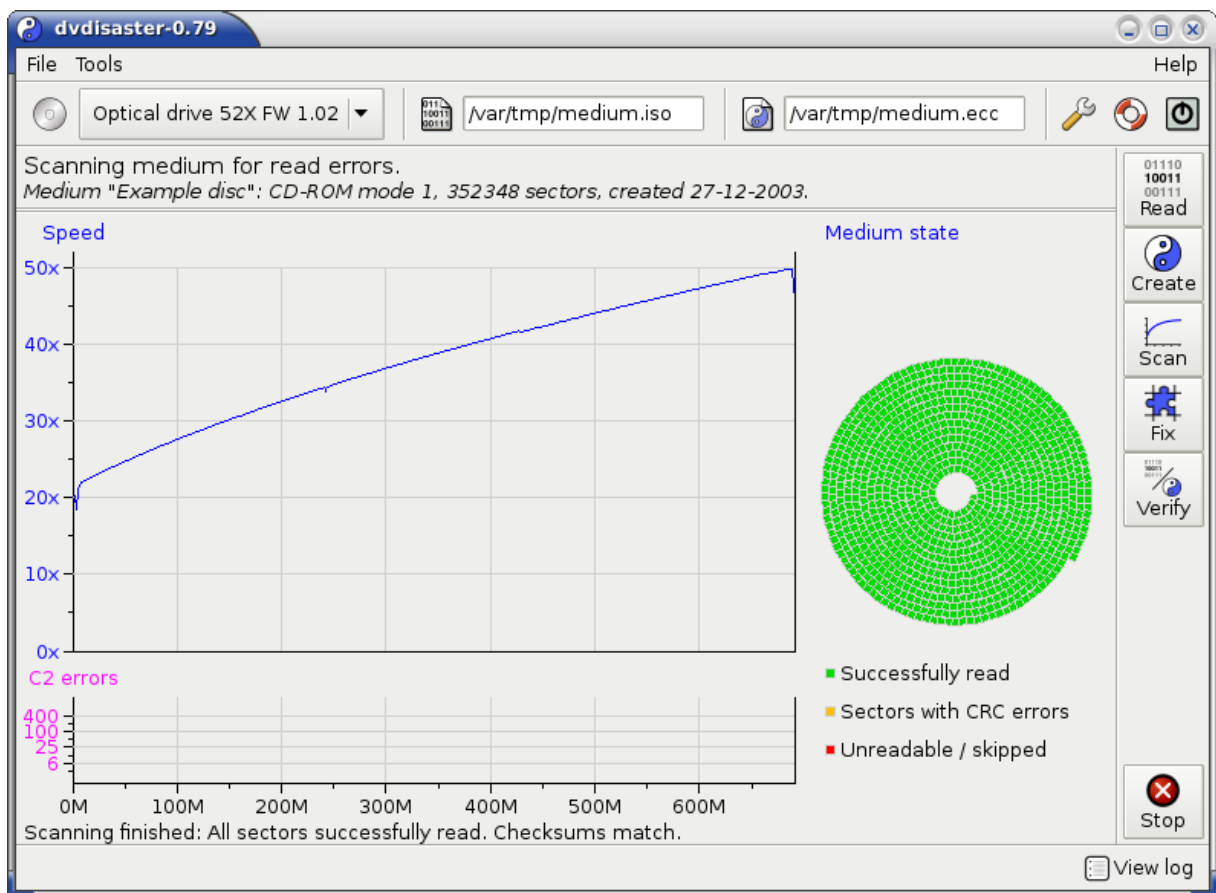 dvdisaster-0.79
File Tools Help
Optical drive 52X FW 1.02 /var/tmp/medium.iso /var/tmp/medium.ecc
Scanning medium for read errors.
Medium "Example disc": CD-ROM mode 1, 352348 sectors, created 27-12-2003.
Speed
50x
40x
30x
20x
10x
0x
C2 errors
400
100
25
6
0M 100M 200M 300M 400M 500M 600M
Scanning finished: All sectors successfully read. Checksums match.
Medium state
Successfully read
Sectors with CRC errors
Unreadable / skipped
01110
10011
00111
Read
Create
Scan
Fix
Verify
Stop
View log